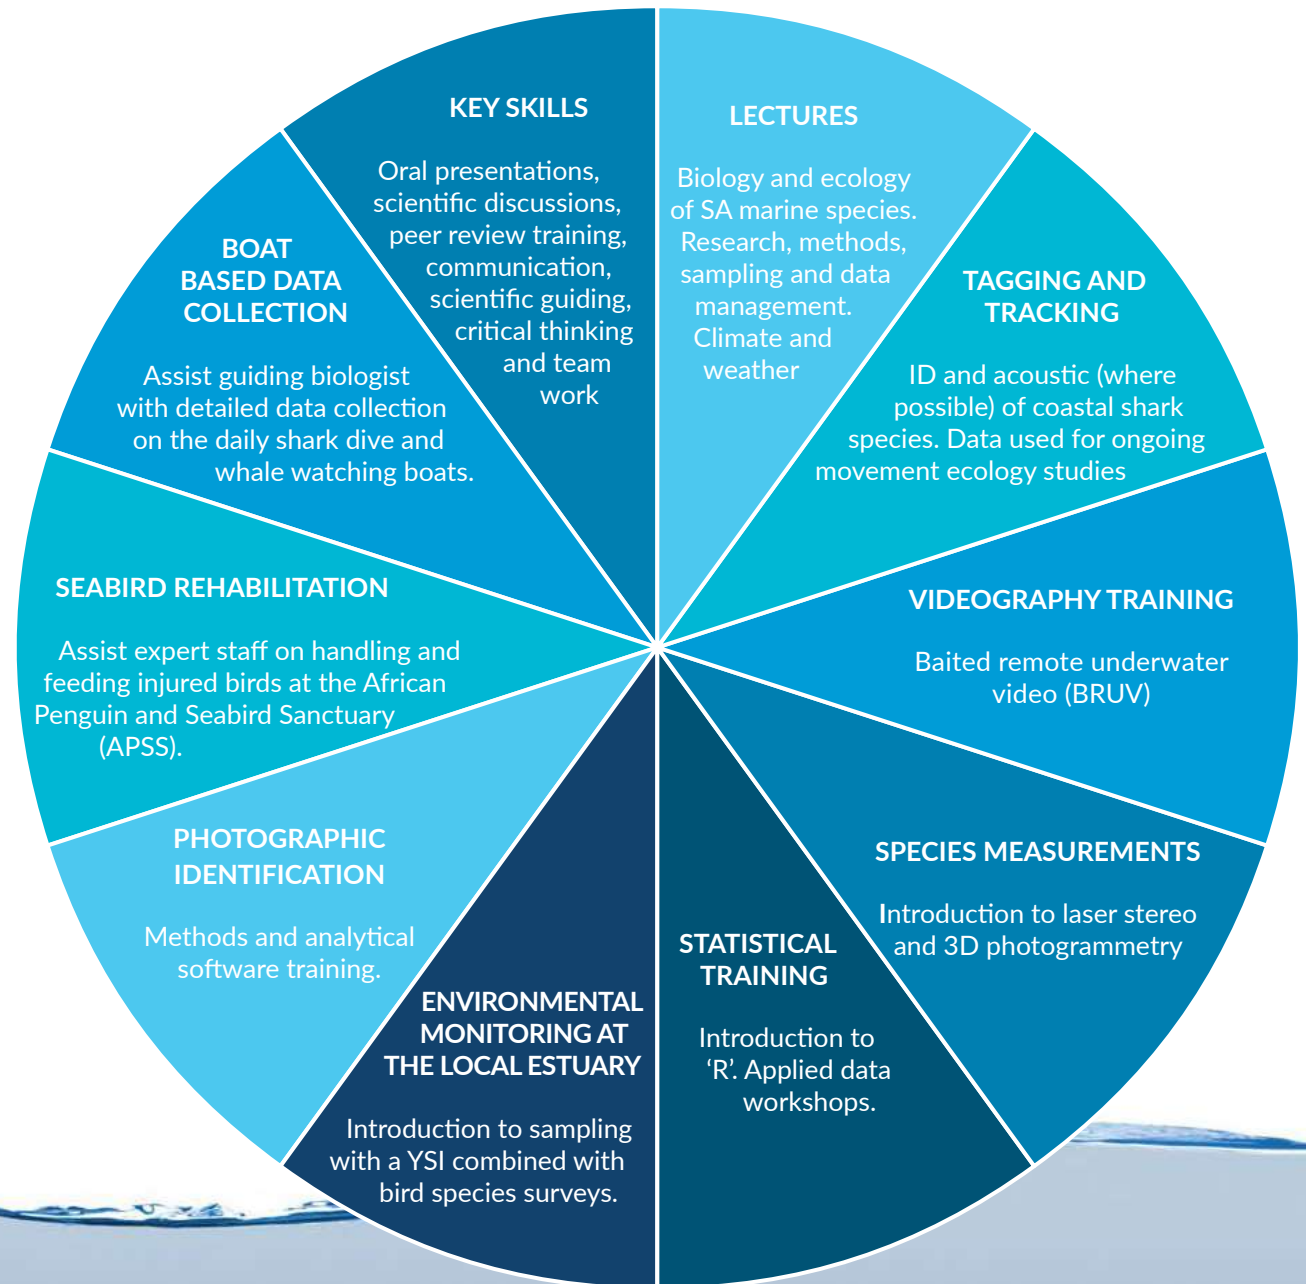 KEY SKILLS
Oral presentations,
scientific discussions,
peer review training,
communication,
scientific guiding,
critical thinking
and team
work
LECTURES
Biology and ecology
of SA marine species.
Research, methods,
sampling and data
management.
Climate and
weather
TAGGING AND
TRACKING
ID and acoustic (where
possible) of coastal shark
species. Data used for ongoing
movement ecology studies
VIDEOGRAPHY TRAINING
Baited remote underwater
video (BRUV)
SPECIES MEASUREMENTS
Introduction to laser stereo
and 3D photogrammetry
STATISTICAL
TRAINING
Introduction to
‘R’. Applied data
workshops.
ENVIRONMENTAL
MONITORING AT
THE LOCAL ESTUARY
Introduction to sampling
with a YSI combined with
bird species surveys.
PHOTOGRAPHIC
IDENTIFICATION
Methods and analytical
software training.
SEABIRD REHABILITATION
Assist expert staff on handling and
feeding injured birds at the African
Penguin and Seabird Sanctuary
(APSS).
BOAT
BASED DATA
COLLECTION
Assist guiding biologist
with detailed data collection
on the daily shark dive and
whale watching boats.